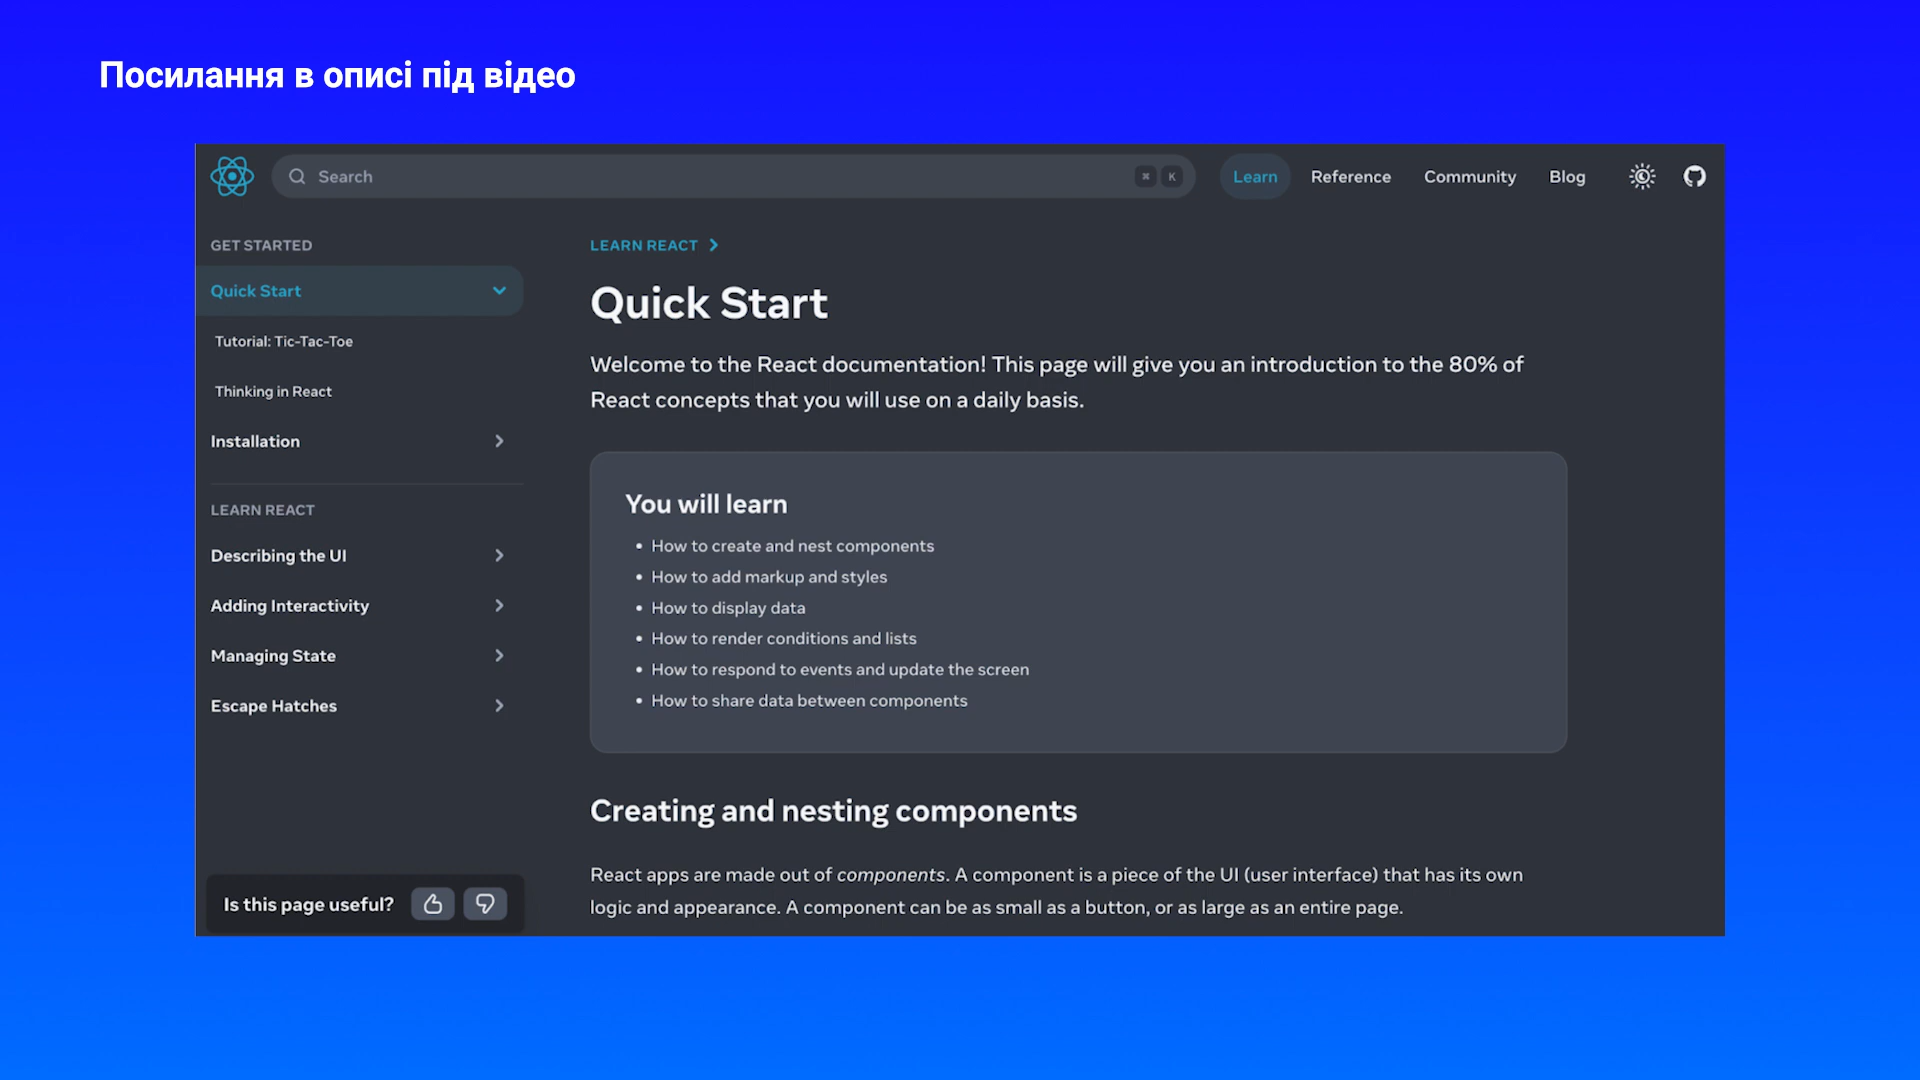 Посилання в описі під відео
Search
⌘ K
Learn
Reference
Community
Blog
GET STARTED
Quick Start
Tutorial: Tic-Tac-Toe
Thinking in React
Installation
LEARN REACT
Describing the UI
Adding Interactivity
Managing State
Escape Hatches
Is this page useful?
LEARN REACT
Quick Start
Welcome to the React documentation! This page will give you an introduction to the 80% of
React concepts that you will use on a daily basis.
You will learn
• How to create and nest components
• How to add markup and styles
• How to display data
• How to render conditions and lists
• How to respond to events and update the screen
• How to share data between components
Creating and nesting components
React apps are made out of components. A component is a piece of the UI (user interface) that has its own
logic and appearance. A component can be as small as a button, or as large as an entire page.